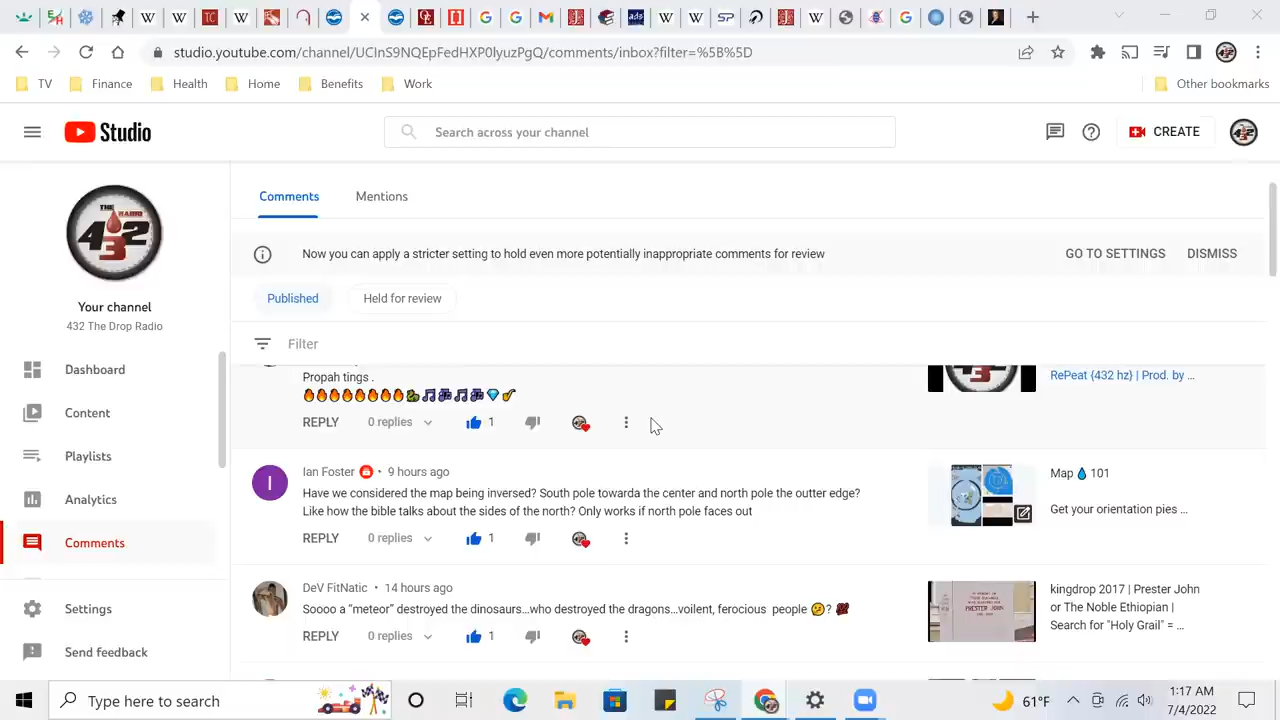 studio.youtube.com/channel/UCInS9NQEpFedHXP0lyuzPgQ/comments/inbox?filter=%5B%5D
TV
Finance
Health
Home
Benefits
Work
Other bookmarks
Studio
Search across your channel
CREATE
THE RADIO
432
Your channel
432 The Drop Radio
Dashboard
Content
Playlists
Analytics
Comments
Settings
Send feedback
Comments
Mentions
Now you can apply a stricter setting to hold even more potentially inappropriate comments for review
GO TO SETTINGS
DISMISS
Published
Held for review
Filter
Propah tings .
🔥🔥🔥🔥🔥🔥🔥🔥🐉🎵🎶🎵🎶💎🎷
REPLY
0 replies
1
RePeat {432 hz} | Prod. by ...
I
Ian Foster • 9 hours ago
Have we considered the map being inversed? South pole towarda the center and north pole the outter edge?
Like how the bible talks about the sides of the north? Only works if north pole faces out
REPLY
0 replies
1
Map 💧 101
Get your orientation pies ...
DeV FitNatic • 14 hours ago
Soooo a “meteor” destroyed the dinosaurs…who destroyed the dragons…voilent, ferocious people 🤔?
REPLY
0 replies
1
PRESTER JOHN
kingdrop 2017 | Prester John
or The Noble Ethiopian |
Search for "Holy Grail" = ...
Type here to search
61°F
1:17 AM
7/4/2022